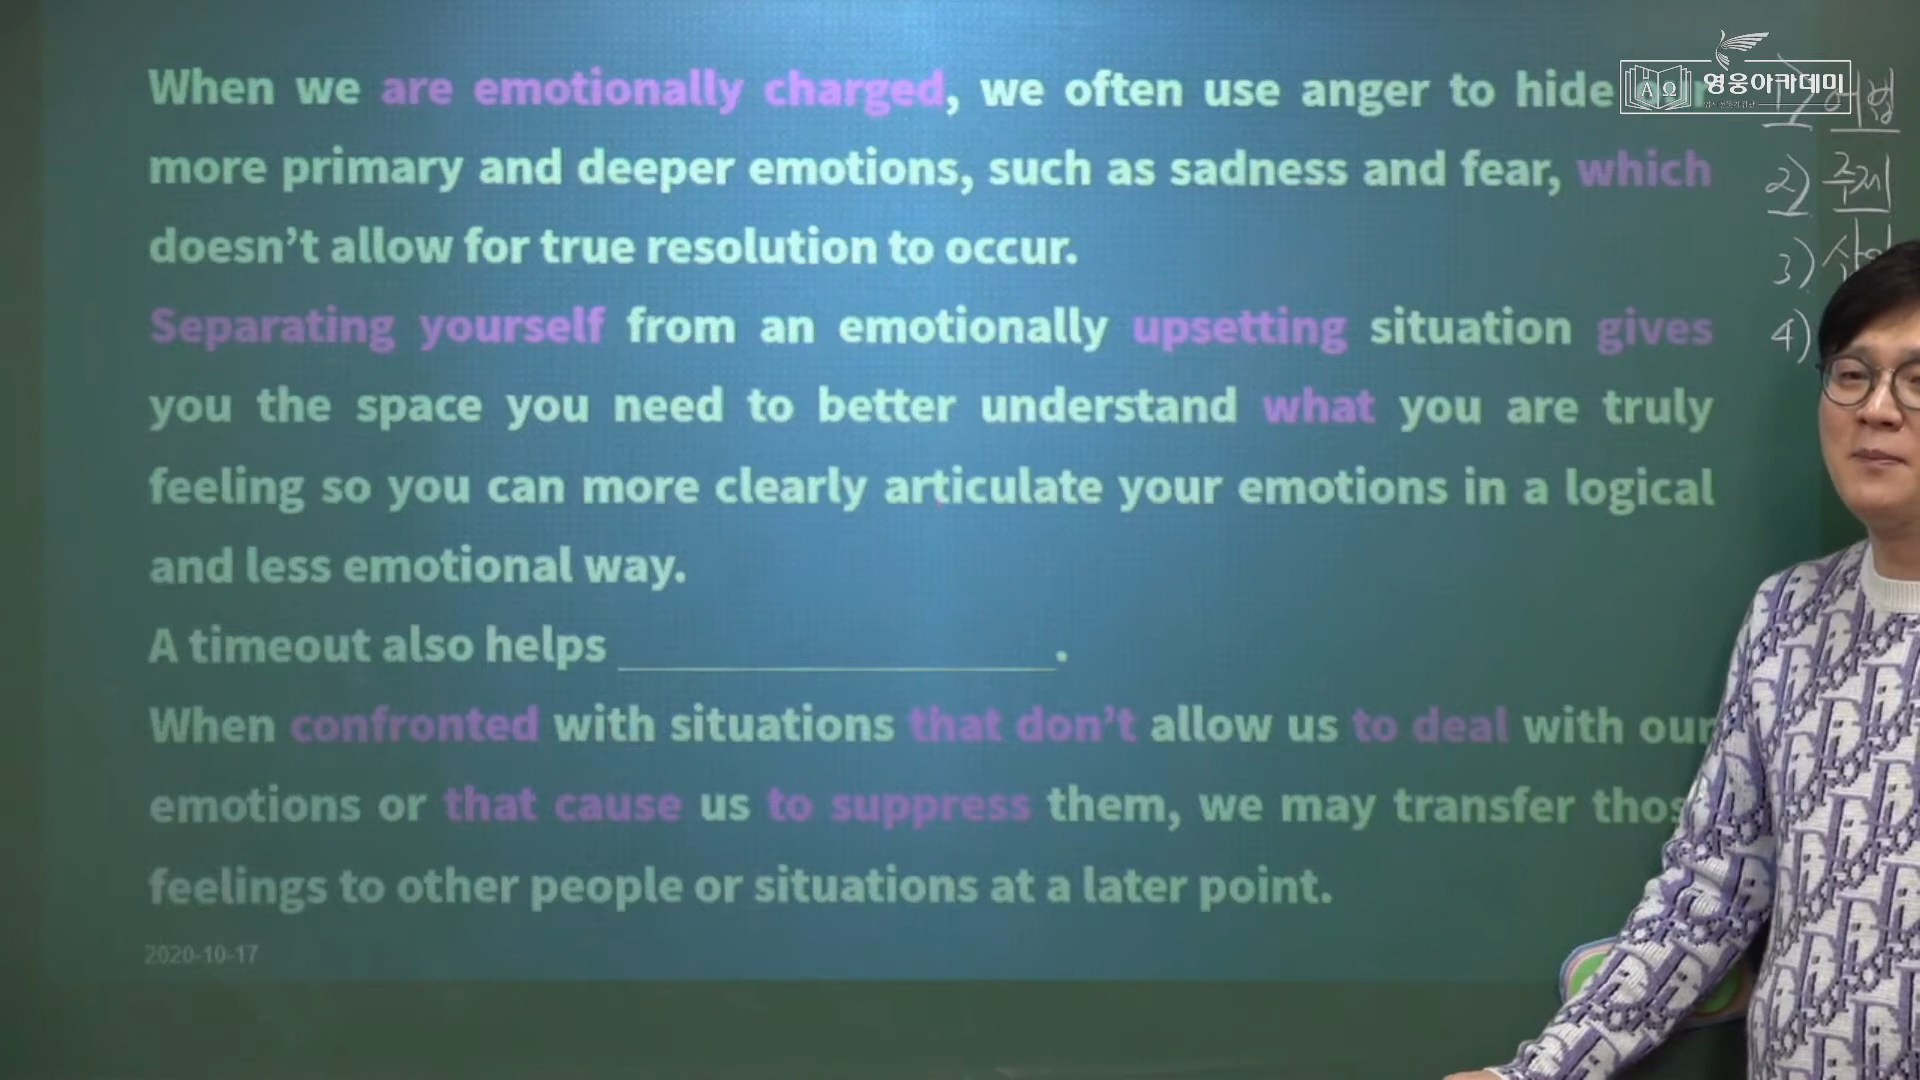 When we are emotionally charged, we often use anger to hide
more primary and deeper emotions, such as sadness and fear, which
doesn't allow for true resolution to occur.
Separating yourself from an emotionally upsetting situation gives
you the space you need to better understand what you are truly
feeling so you can more clearly articulate your emotions in a logical
and less emotional way.
A timeout also helps ____________________.
When confronted with situations that don't allow us to deal with our
emotions or that cause us to suppress them, we may transfer thos
feelings to other people or situations at a later point.
2020-10-17
영웅아카데미
A Ω
1) 어법
2) 주제
3)
4)